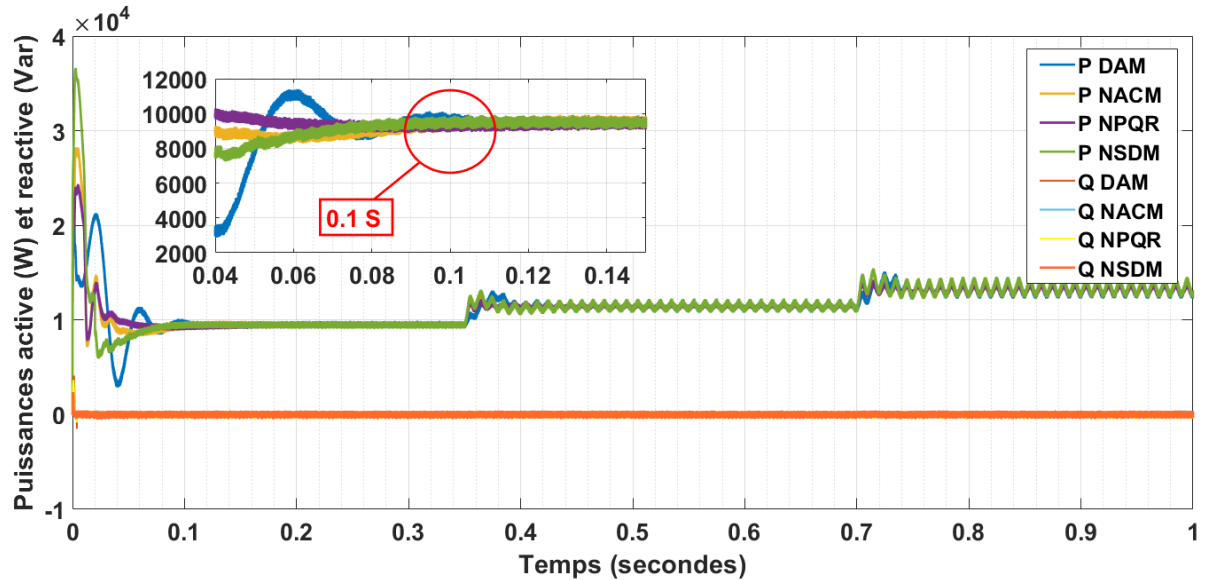 ×10⁴
4
3
2
1
0
-1
Puissances active (W) et reactive (Var)
12000
10000
8000
6000
4000
2000
0.04 0.06 0.08 0.1 0.12 0.14
0.1 S
P DAM
P NACM
P NPQR
P NSDM
Q DAM
Q NACM
Q NPQR
Q NSDM
0 0.1 0.2 0.3 0.4 0.5 0.6 0.7 0.8 0.9 1
Temps (secondes)